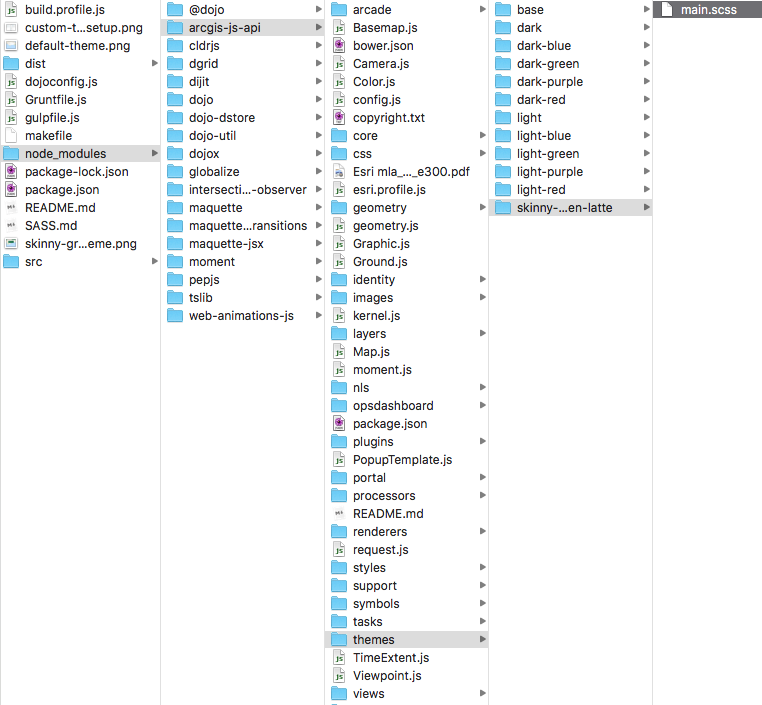 build.profile.js
custom-t...setup.png
default-theme.png
dist
dojoconfig.js
Gruntfile.js
gulpfile.js
makefile
node_modules
package-lock.json
package.json
README.md
SASS.md
skinny-gr...eme.png
src
@dojo
arcgis-js-api
cldrjs
dgrid
dijit
dojo
dojo-dstore
dojo-util
dojox
globalize
intersecti...-observer
maquette
maquette...ransitions
maquette-jsx
moment
pepjs
tslib
web-animations-js
arcade
Basemap.js
bower.json
Camera.js
Color.js
config.js
copyright.txt
core
css
Esri mla_..._e300.pdf
esri.profile.js
geometry
geometry.js
Graphic.js
Ground.js
identity
images
kernel.js
layers
Map.js
moment.js
nls
opsdashboard
package.json
plugins
PopupTemplate.js
portal
processors
README.md
renderers
request.js
styles
support
symbols
tasks
themes
TimeExtent.js
Viewpoint.js
views
base
dark
dark-blue
dark-green
dark-purple
dark-red
light
light-blue
light-green
light-purple
light-red
skinny-...en-latte
main.scss